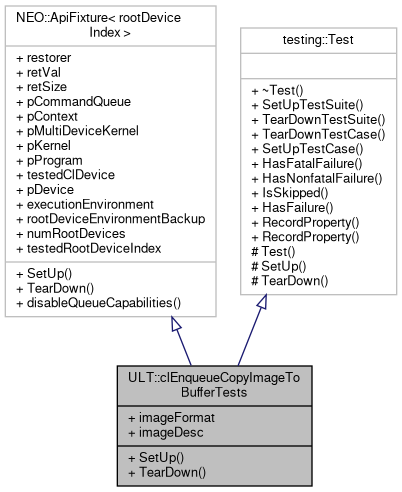 NEO::ApiFixture< rootDevice
Index >
+ restorer
+ retVal
+ retSize
+ pCommandQueue
+ pContext
+ pMultiDeviceKernel
+ pKernel
+ pProgram
+ testedClDevice
+ pDevice
+ executionEnvironment
+ rootDeviceEnvironmentBackup
+ numRootDevices
+ testedRootDeviceIndex
+ SetUp()
+ TearDown()
+ disableQueueCapabilities()
testing::Test
+ ~Test()
+ SetUpTestSuite()
+ TearDownTestSuite()
+ TearDownTestCase()
+ SetUpTestCase()
+ HasFatalFailure()
+ HasNonfatalFailure()
+ IsSkipped()
+ HasFailure()
+ RecordProperty()
+ RecordProperty()
# Test()
# SetUp()
# TearDown()
ULT::clEnqueueCopyImageTo
BufferTests
+ imageFormat
+ imageDesc
+ SetUp()
+ TearDown()